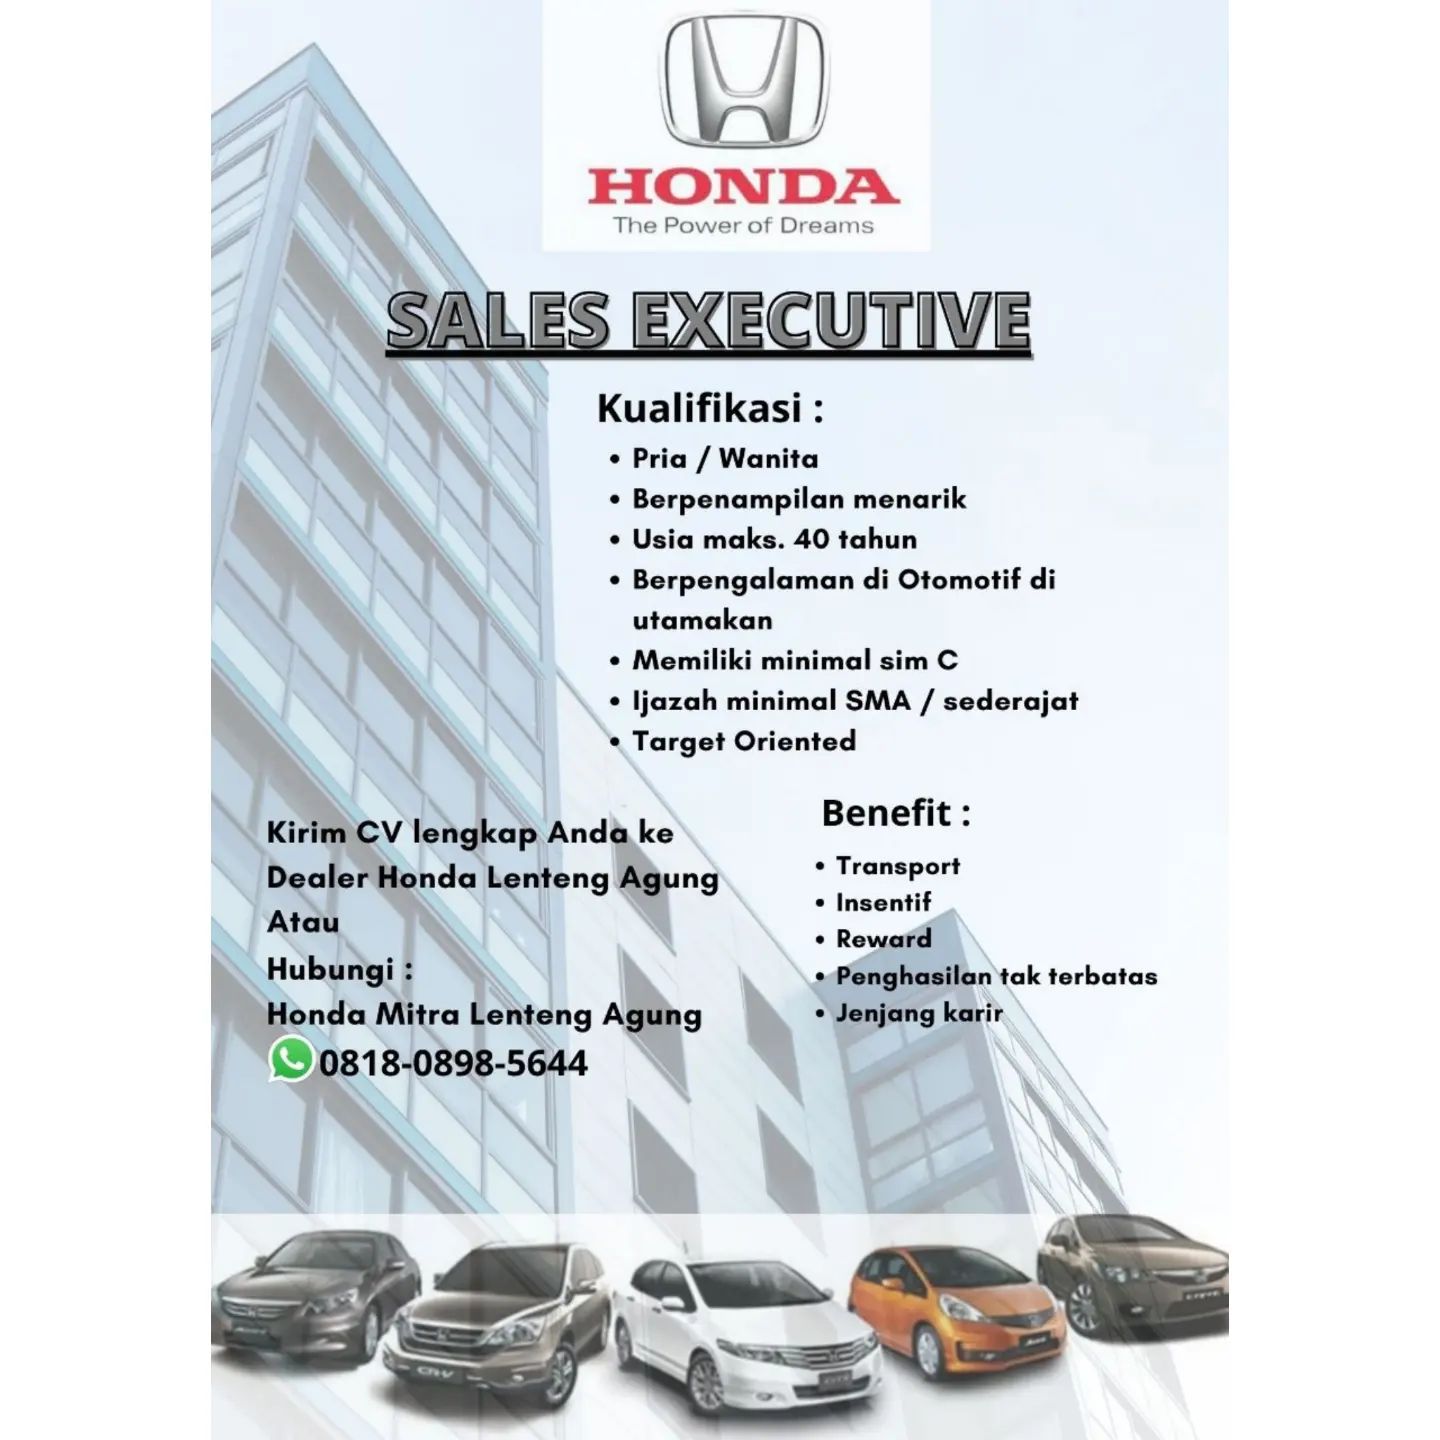 HONDA
The Power of Dreams
SALES EXECUTIVE
Kualifikasi :
• Pria / Wanita
• Berpenampilan menarik
• Usia maks. 40 tahun
• Berpengalaman di Otomotif di
utamakan
• Memiliki minimal sim C
• Ijazah minimal SMA / sederajat
• Target Oriented
Kirim CV lengkap Anda ke
Dealer Honda Lenteng Agung
Atau
Hubungi :
Honda Mitra Lenteng Agung
0818-0898-5644
Benefit :
• Transport
• Insentif
• Reward
• Penghasilan tak terbatas
• Jenjang karir
CR-V